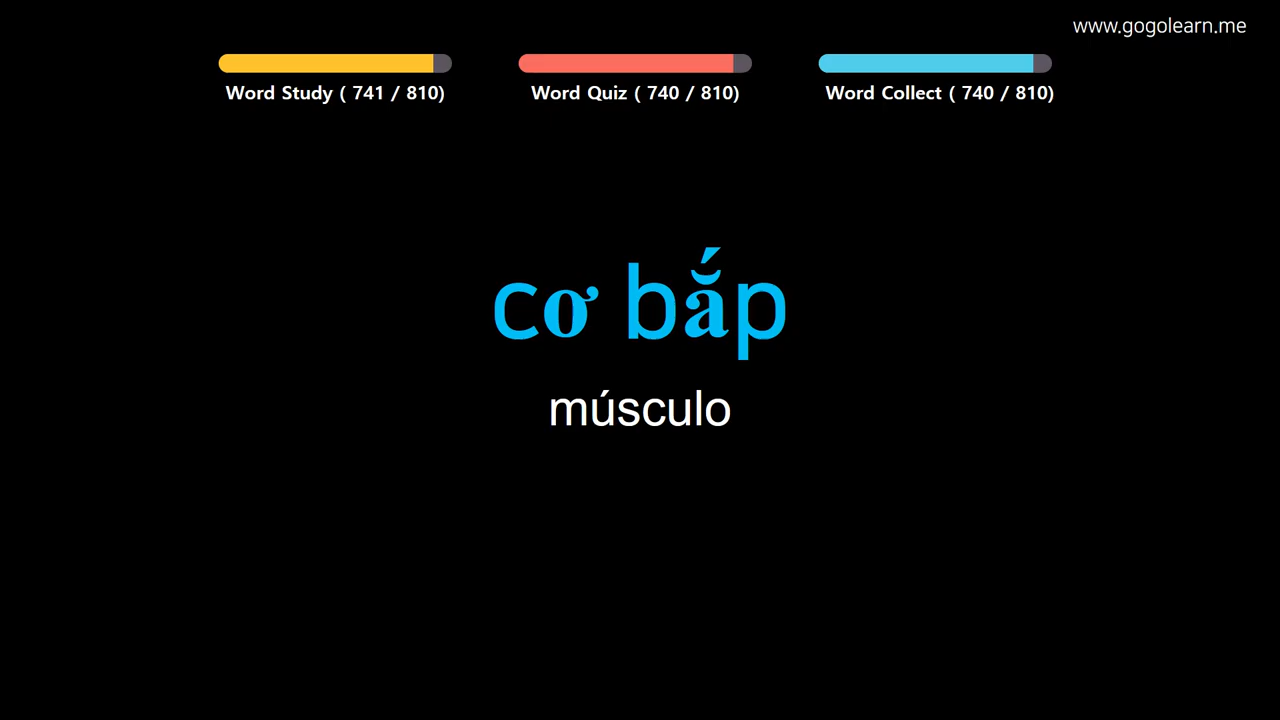 www.gogolearn.me
Word Study ( 741 / 810)
Word Quiz ( 740 / 810)
Word Collect ( 740 / 810)
cơ bắp
músculo